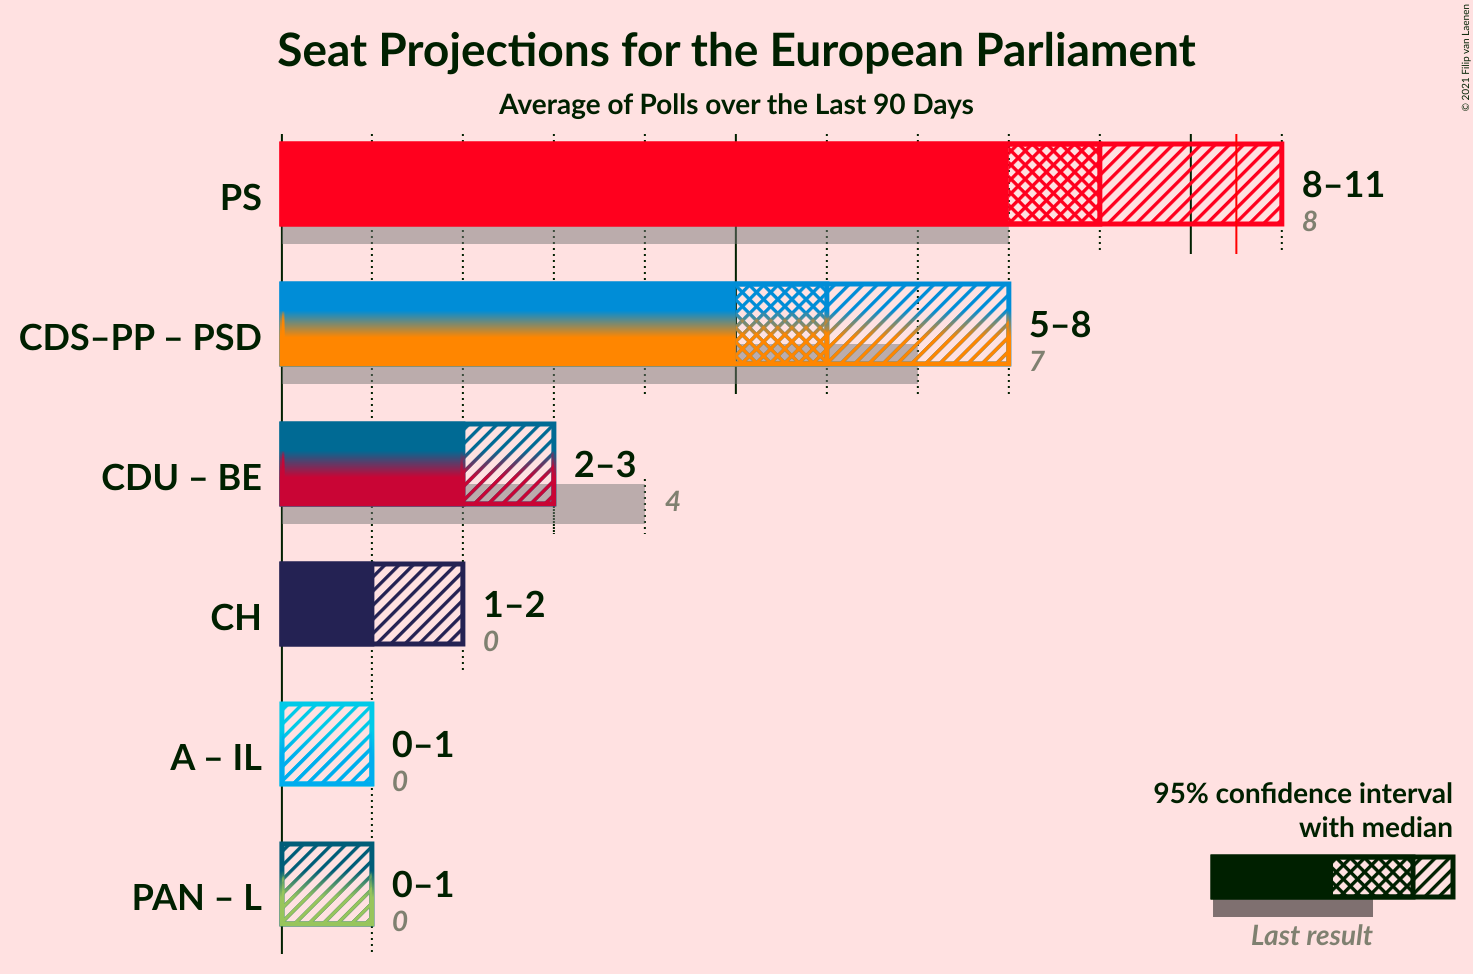 Seat Projections for the European Parliament
Average of Polls over the Last 90 Days
© 2021 Filip van Laenen
PS
8–11
8
CDS–PP – PSD
5–8
7
CDU – BE
2–3
4
CH
1–2
0
A – IL
0–1
0
PAN – L
0–1
0
95% confidence interval
with median
Last result